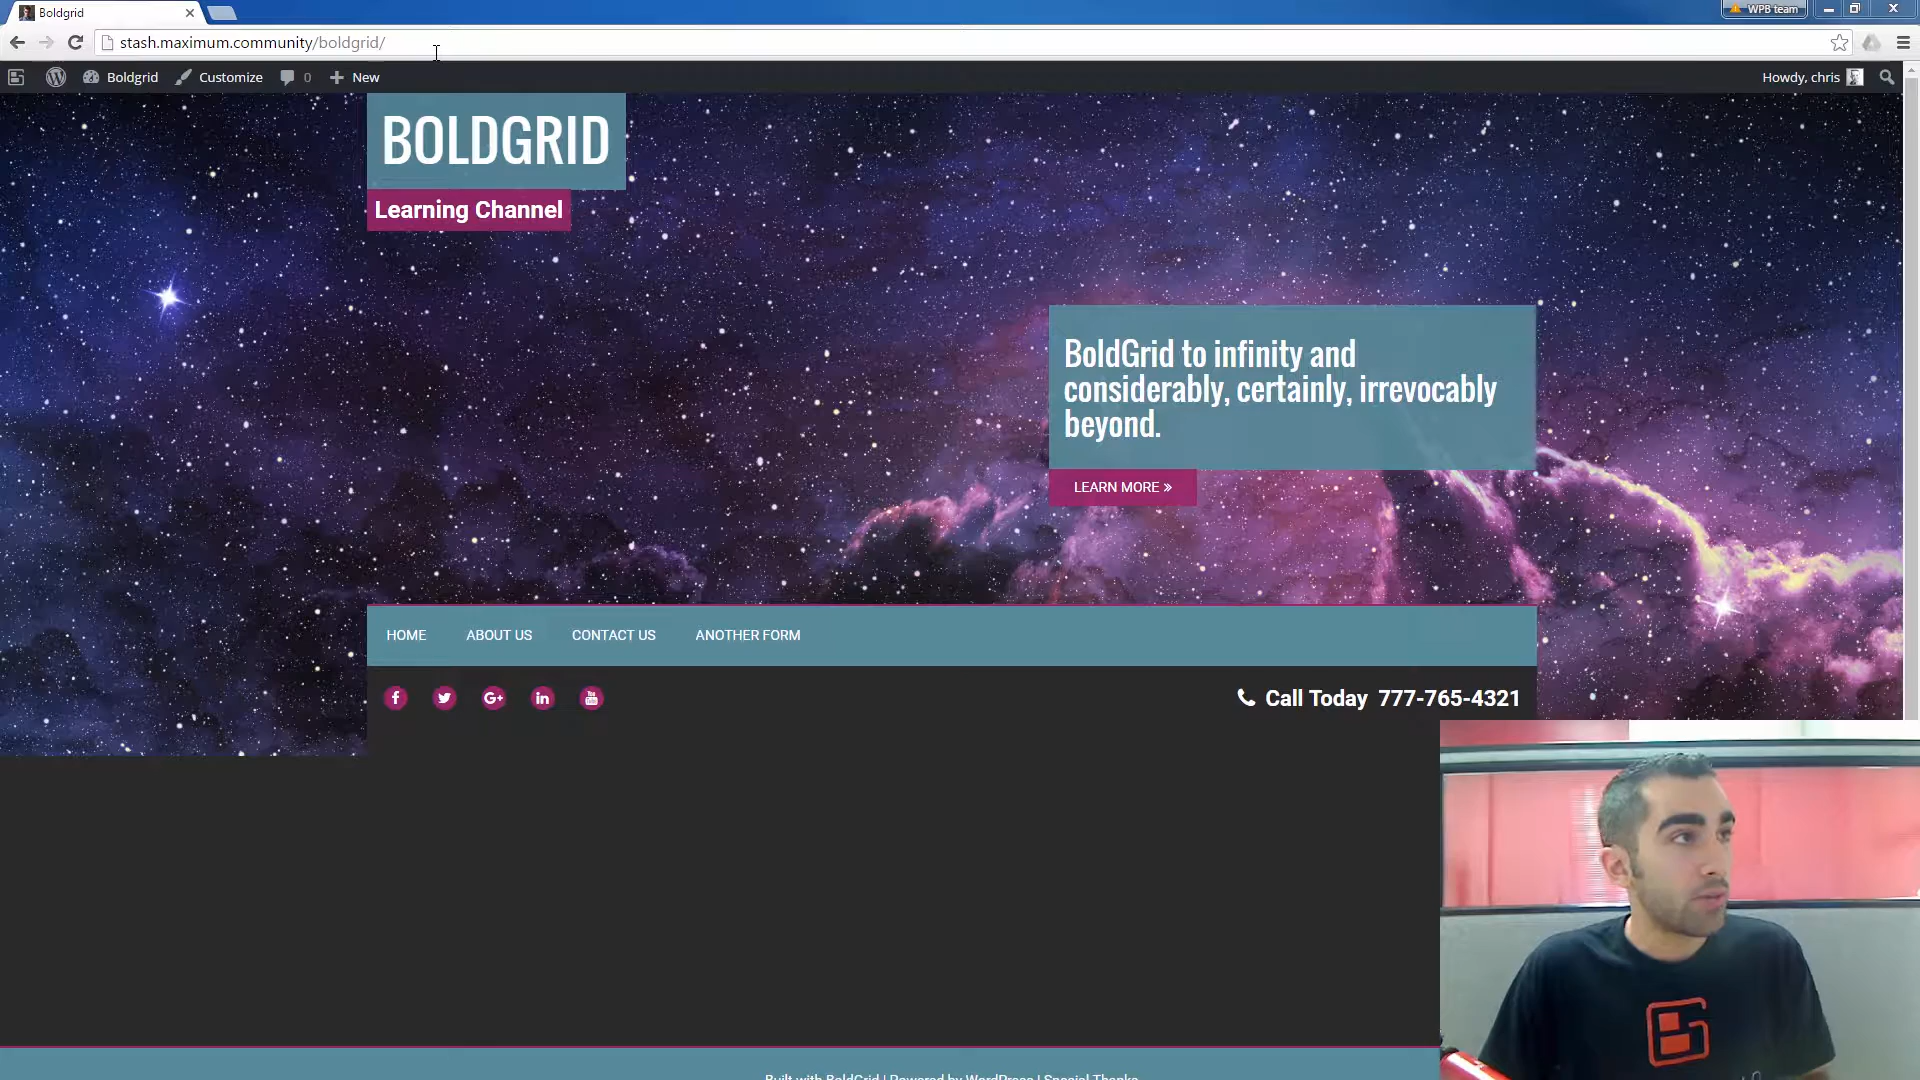 Boldgrid
WPB team
stash.maximum.community/boldgrid/
Boldgrid
Customize
0
New
Howdy, chris
BOLDGRID
Learning Channel
BoldGrid to infinity and
considerably, certainly, irrevocably
beyond.
LEARN MORE »
HOME
ABOUT US
CONTACT US
ANOTHER FORM
Call Today 777-765-4321
Built with BoldGrid | Powered by WordPress | Special Thanks